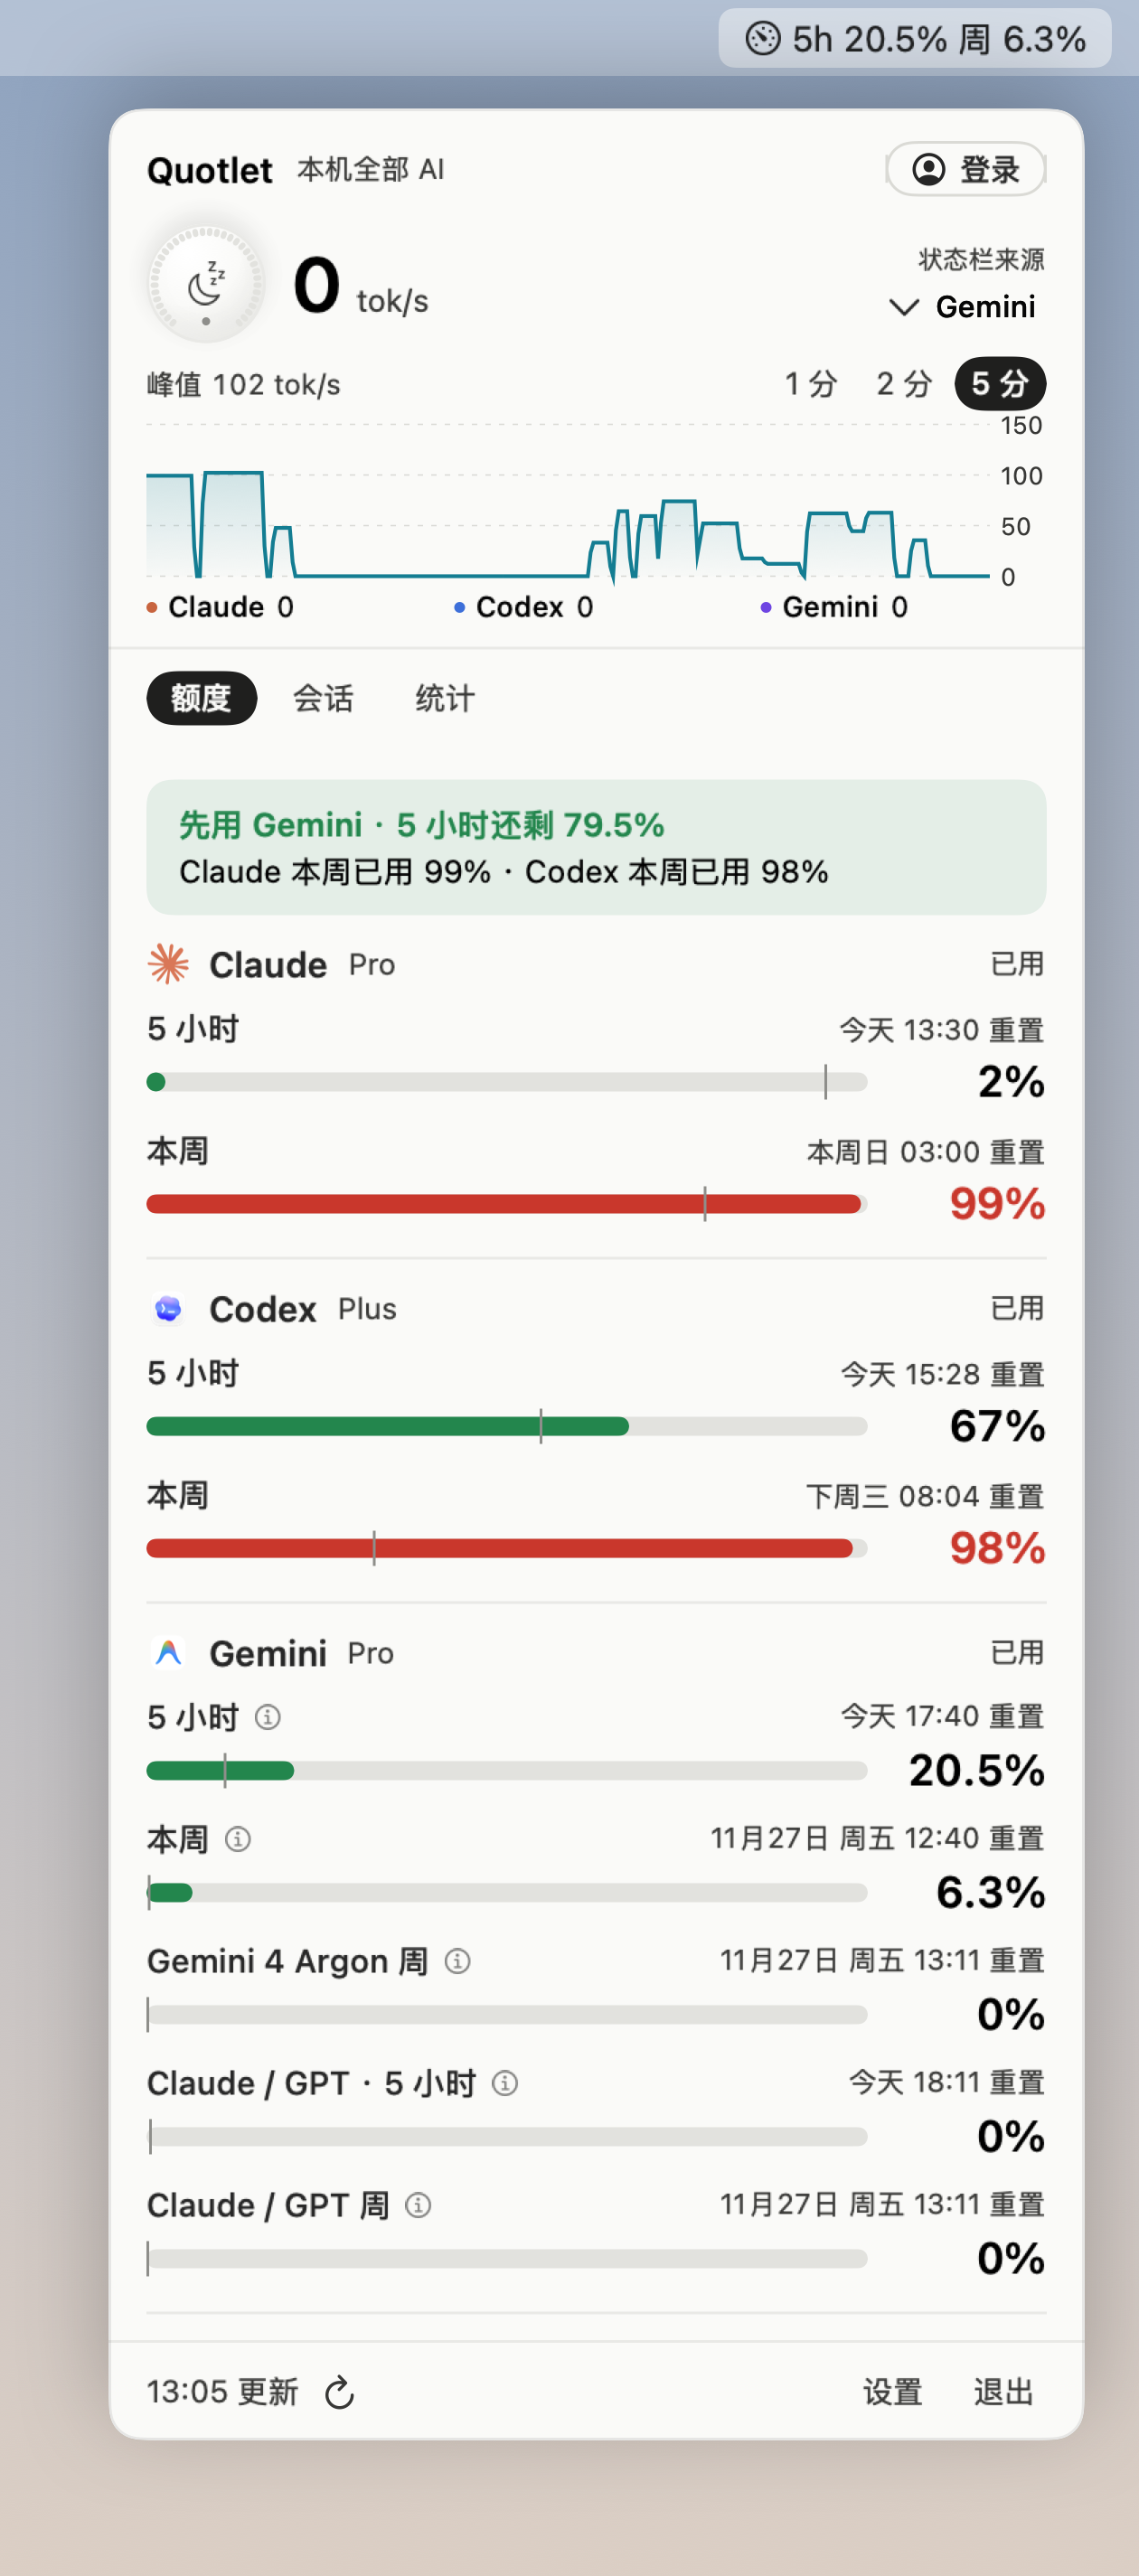 5h 20.5% 周 6.3%
Quotlet 本机全部 AI 登录
zzz
0 tok/s
状态栏来源
Gemini
峰值 102 tok/s 1 分 2 分 5 分
150
100
50
0
Claude 0 Codex 0 Gemini 0
额度 会话 统计
先用 Gemini · 5 小时还剩 79.5%
Claude 本周已用 99% · Codex 本周已用 98%
Claude Pro 已用
5 小时 今天 13:30 重置
2%
本周 本周日 03:00 重置
99%
Codex Plus 已用
5 小时 今天 15:28 重置
67%
本周 下周三 08:04 重置
98%
Gemini Pro 已用
5 小时 今天 17:40 重置
20.5%
本周 11月27日 周五 12:40 重置
6.3%
Gemini 4 Argon 周 11月27日 周五 13:11 重置
0%
Claude / GPT · 5 小时 今天 18:11 重置
0%
Claude / GPT 周 11月27日 周五 13:11 重置
0%
13:05 更新 设置 退出